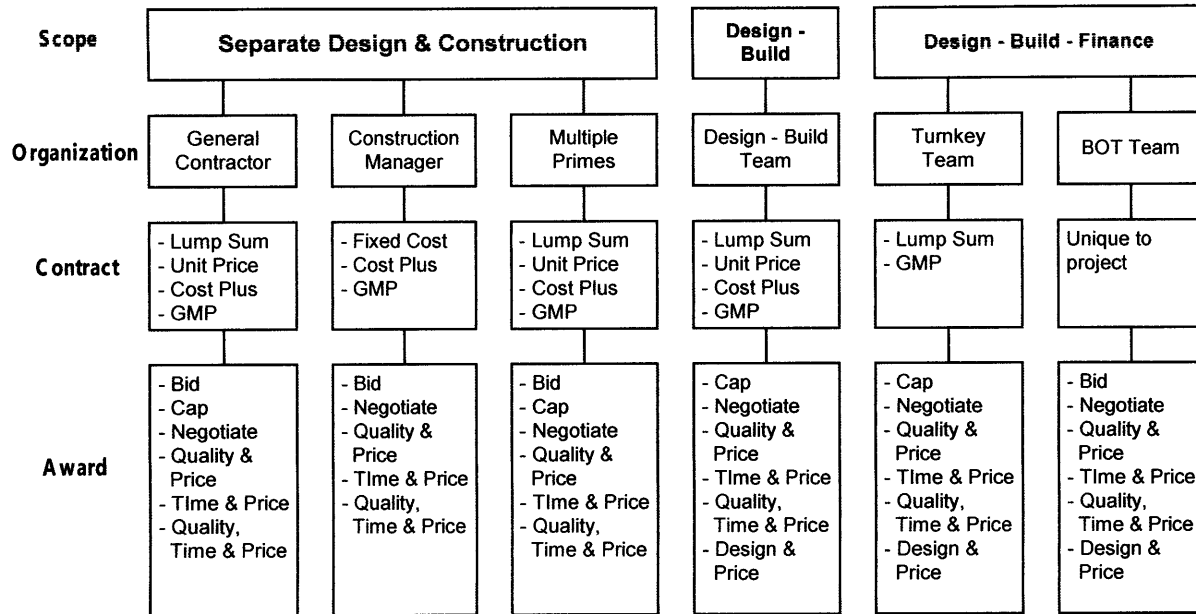 Scope
Separate Design & Construction
Design -
Build
Design - Build - Finance
Organization
General
Contractor
Construction
Manager
Multiple
Primes
Design - Build
Team
Turnkey
Team
BOT Team
Contract
- Lump Sum
- Unit Price
- Cost Plus
- GMP
- Fixed Cost
- Cost Plus
- GMP
- Lump Sum
- Unit Price
- Cost Plus
- GMP
- Lump Sum
- Unit Price
- Cost Plus
- GMP
- Lump Sum
- GMP
Unique to
project
Award
- Bid
- Cap
- Negotiate
- Quality &
Price
- TIme & Price
- Quality,
Time & Price
- Bid
- Negotiate
- Quality &
Price
- TIme & Price
- Quality,
Time & Price
- Bid
- Cap
- Negotiate
- Quality &
Price
- TIme & Price
- Quality,
Time & Price
- Cap
- Negotiate
- Quality &
Price
- TIme & Price
- Quality,
Time & Price
- Design &
Price
- Cap
- Negotiate
- Quality &
Price
- TIme & Price
- Quality,
Time & Price
- Design &
Price
- Bid
- Negotiate
- Quality &
Price
- TIme & Price
- Quality,
Time & Price
- Design &
Price